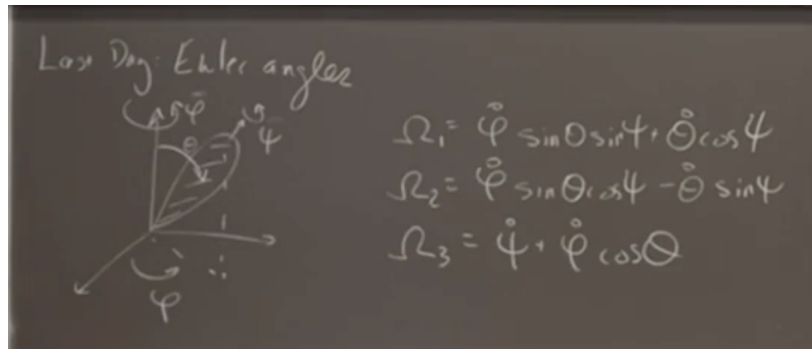 Last Day: Euler angles
φ
θ
ψ
φ
Ω₁ = φ̇ sinθ sinψ + θ̇ cosψ
Ω₂ = φ̇ sinθ cosψ - θ̇ sinψ
Ω₃ = ψ̇ + φ̇ cosθ